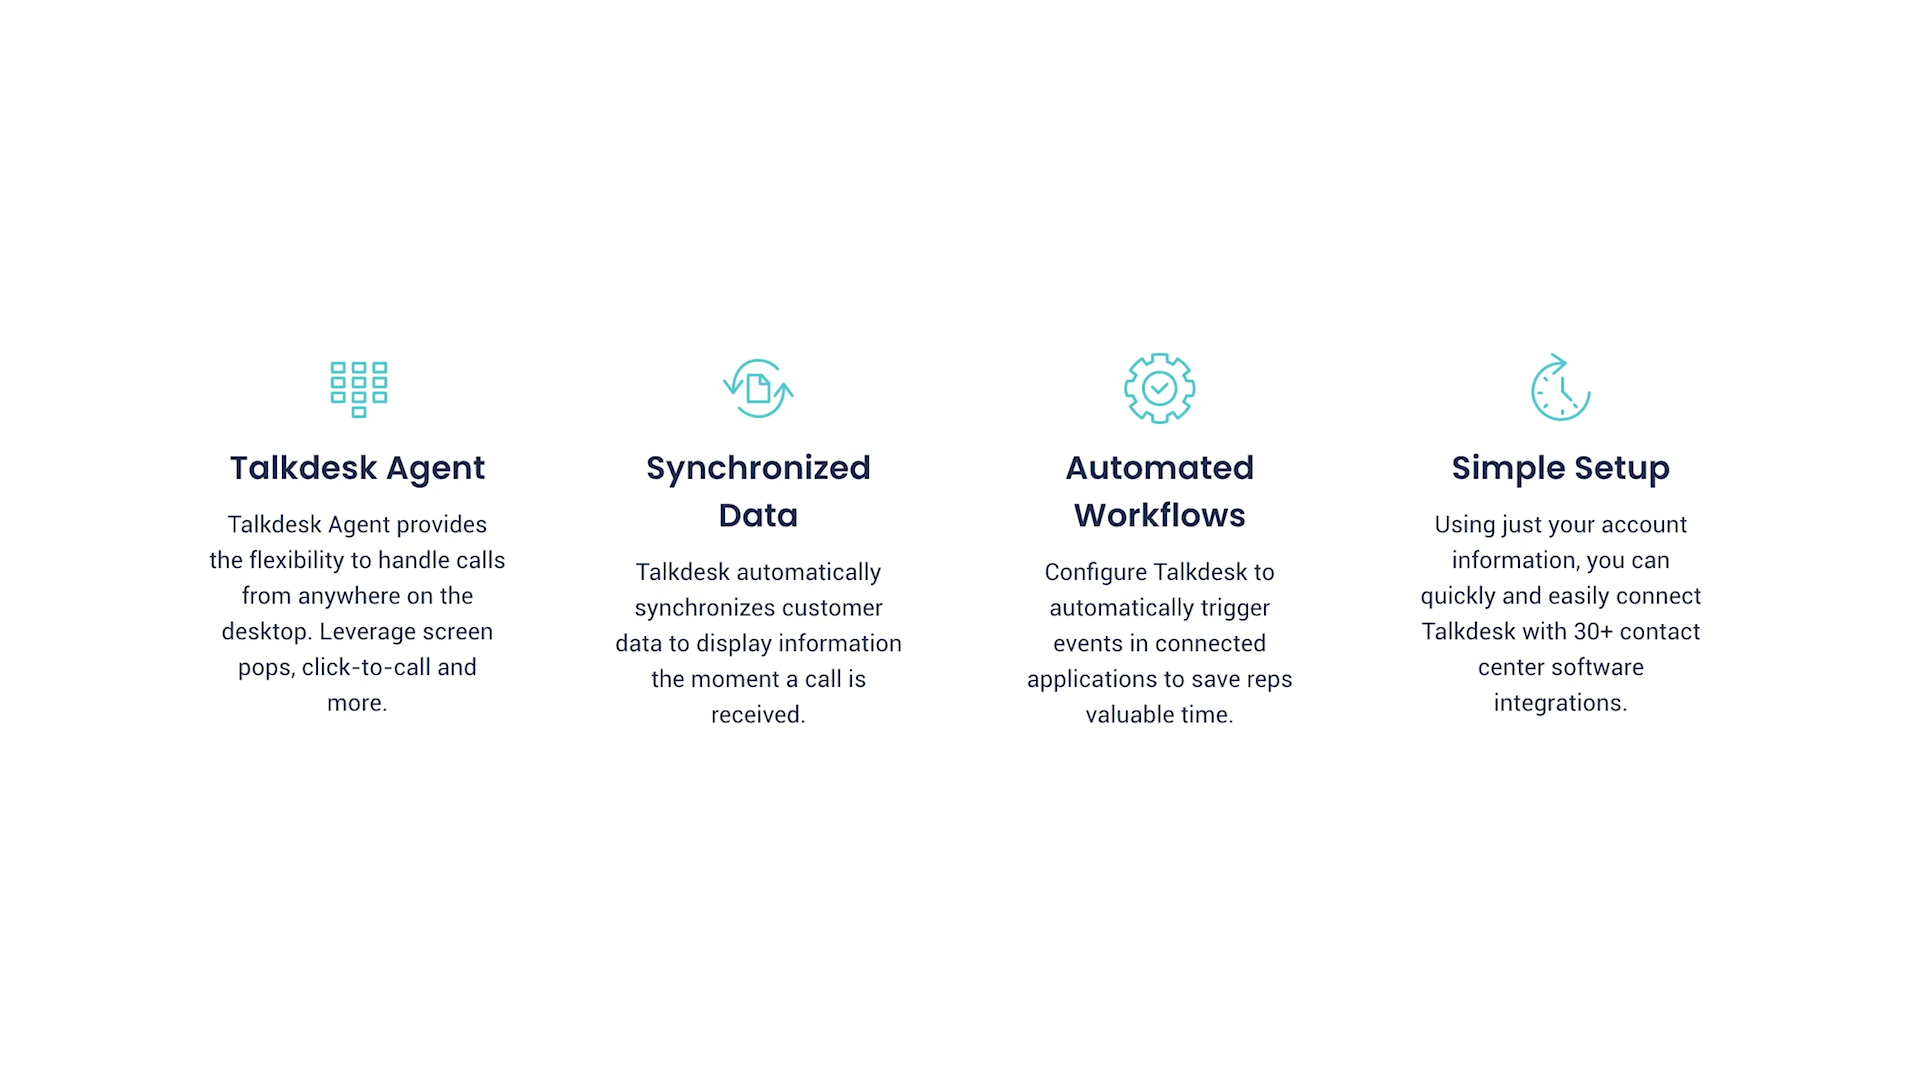 Talkdesk Agent
Talkdesk Agent provides
the flexibility to handle calls
from anywhere on the
desktop. Leverage screen
pops, click-to-call and
more.
Synchronized
Data
Talkdesk automatically
synchronizes customer
data to display information
the moment a call is
received.
Automated
Workflows
Configure Talkdesk to
automatically trigger
events in connected
applications to save reps
valuable time.
Simple Setup
Using just your account
information, you can
quickly and easily connect
Talkdesk with 30+ contact
center software
integrations.